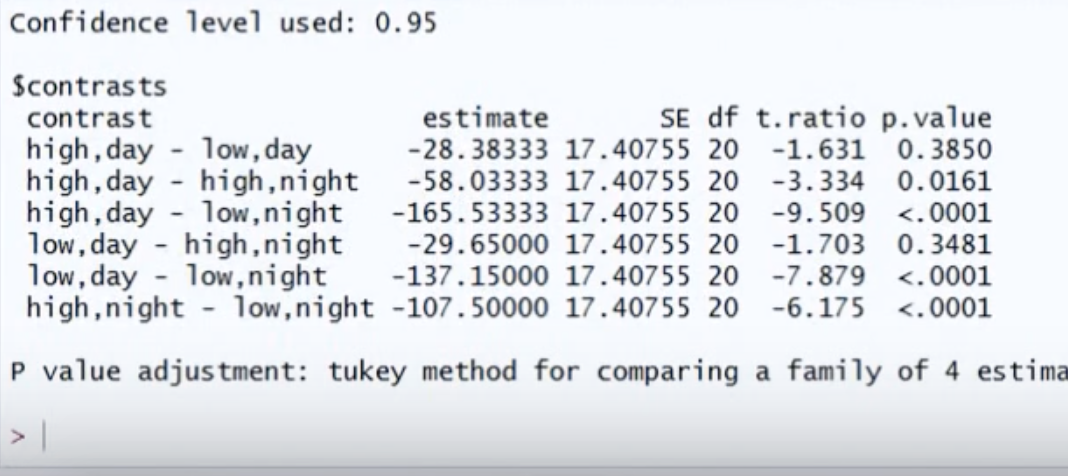 Confidence level used: 0.95
$contrasts
contrast estimate SE df t.ratio p.value
high,day - low,day -28.38333 17.40755 20 -1.631 0.3850
high,day - high,night -58.03333 17.40755 20 -3.334 0.0161
high,day - low,night -165.53333 17.40755 20 -9.509 <.0001
low,day - high,night -29.65000 17.40755 20 -1.703 0.3481
low,day - low,night -137.15000 17.40755 20 -7.879 <.0001
high,night - low,night -107.50000 17.40755 20 -6.175 <.0001
P value adjustment: tukey method for comparing a family of 4 estima
>